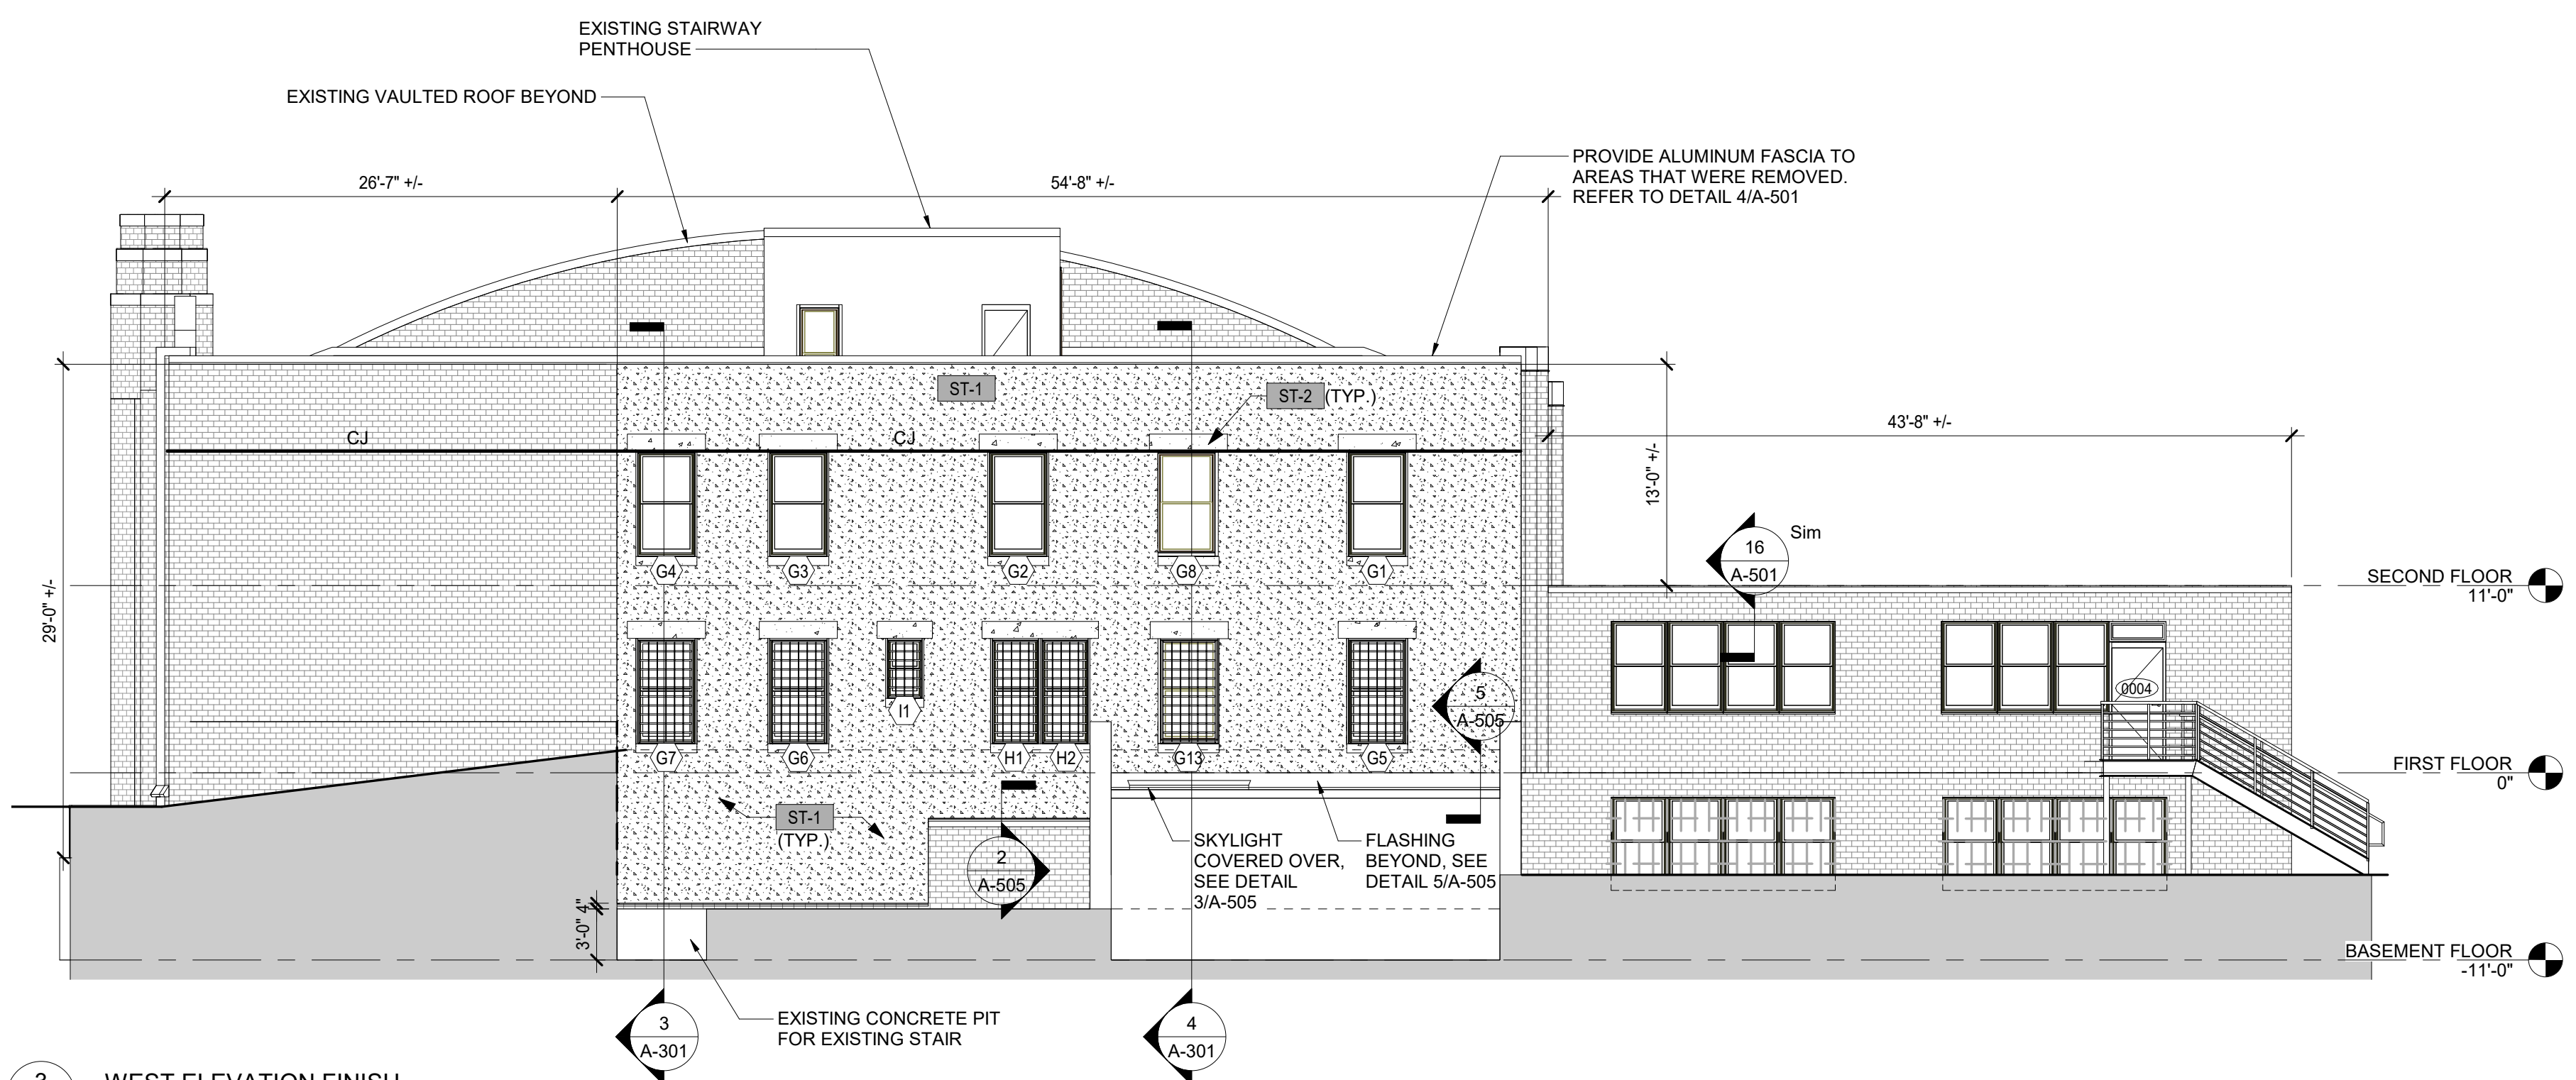 EXISTING STAIRWAY
PENTHOUSE
EXISTING VAULTED ROOF BEYOND
PROVIDE ALUMINUM FASCIA TO
AREAS THAT WERE REMOVED.
REFER TO DETAIL 4/A-501
26'-7" +/-
54'-8" +/-
ST-1
ST-2 (TYP.)
43'-8" +/-
CJ
CJ
13'-0" +/-
29'-0" +/-
16
A-501
Sim
G4
G3
G2
G8
G1
SECOND FLOOR
11'-0"
0004
I1
5
A-505
G7
G6
H1
H2
G13
G5
FIRST FLOOR
0"
ST-1
(TYP.)
2
A-505
SKYLIGHT
COVERED OVER,
SEE DETAIL
3/A-505
FLASHING
BEYOND, SEE
DETAIL 5/A-505
4"
3'-0"
BASEMENT FLOOR
-11'-0"
EXISTING CONCRETE PIT
FOR EXISTING STAIR
3
A-301
4
A-301
3
WEST ELEVATION FINISH